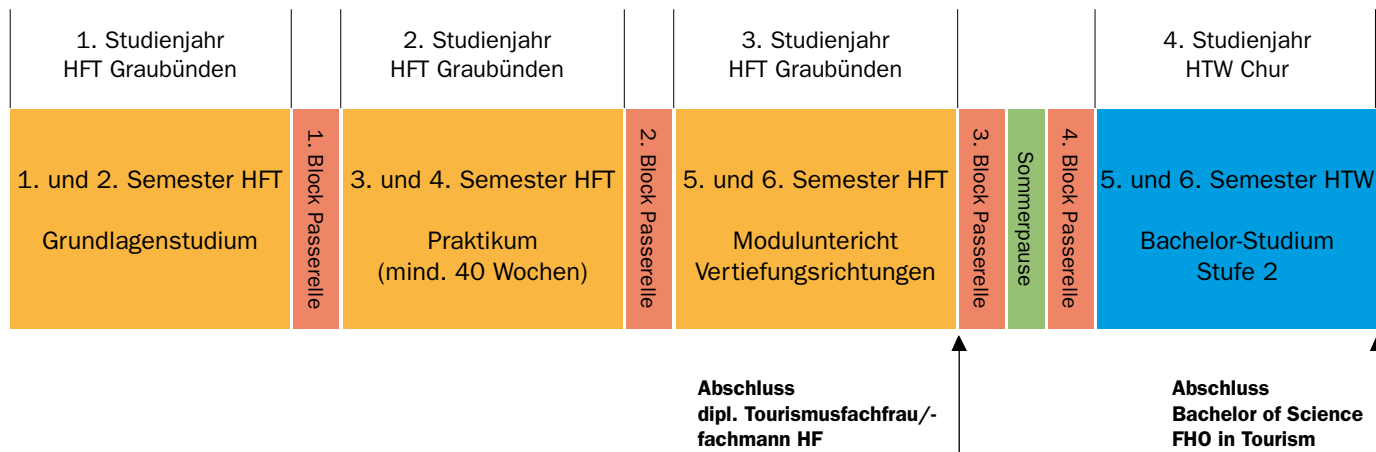 1. Studienjahr
HFT Graubünden
2. Studienjahr
HFT Graubünden
3. Studienjahr
HFT Graubünden
4. Studienjahr
HTW Chur
1. und 2. Semester HFT
Grundlagenstudium
1. Block Passerelle
3. und 4. Semester HFT
Praktikum
(mind. 40 Wochen)
2. Block Passerelle
5. und 6. Semester HFT
Moduluntericht
Vertiefungsrichtungen
3. Block Passerelle
Sommerpause
4. Block Passerelle
5. und 6. Semester HTW
Bachelor-Studium
Stufe 2
Abschluss
dipl. Tourismusfachfrau/-
fachmann HF
Abschluss
Bachelor of Science
FHO in Tourism